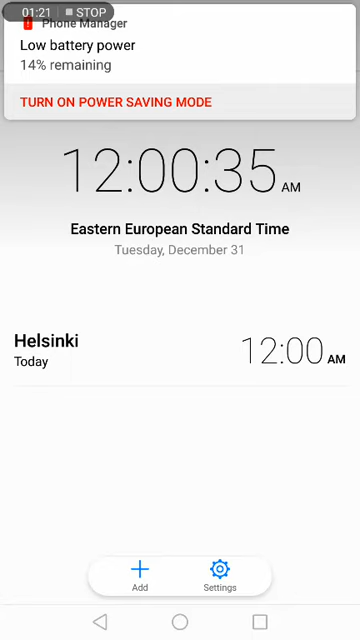 01:21 STOP
Phone Manager
Low battery power
14% remaining
TURN ON POWER SAVING MODE
12:00:35 AM
Eastern European Standard Time
Tuesday, December 31
Helsinki
Today
12:00 AM
Add
Settings